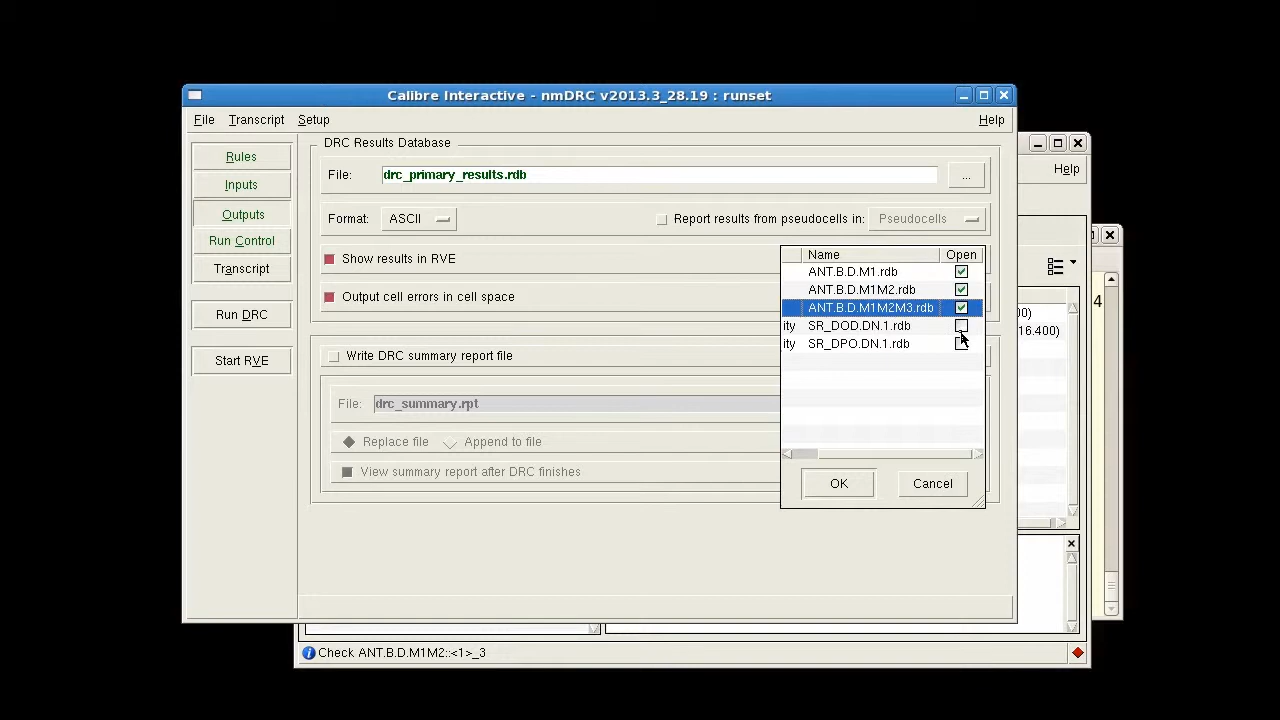 Calibre Interactive - nmDRC v2013.3_28.19 : runset
File Transcript Setup Help
Help
Rules
Inputs
Outputs
Run Control
Transcript
Run DRC
Start RVE
DRC Results Database
File: drc_primary_results.rdb ...
Format: ASCII Report results from pseudocells in: Pseudocells
Show results in RVE
Output cell errors in cell space
Write DRC summary report file
File: drc_summary.rpt
Replace file Append to file
View summary report after DRC finishes
Name Open
ANT.B.D.M1.rdb
ANT.B.D.M1M2.rdb
ANT.B.D.M1M2M3.rdb
ity SR_DOD.DN.1.rdb
ity SR_DPO.DN.1.rdb
OK Cancel
4
00)
16.400)
Check ANT.B.D.M1M2::<1>_3